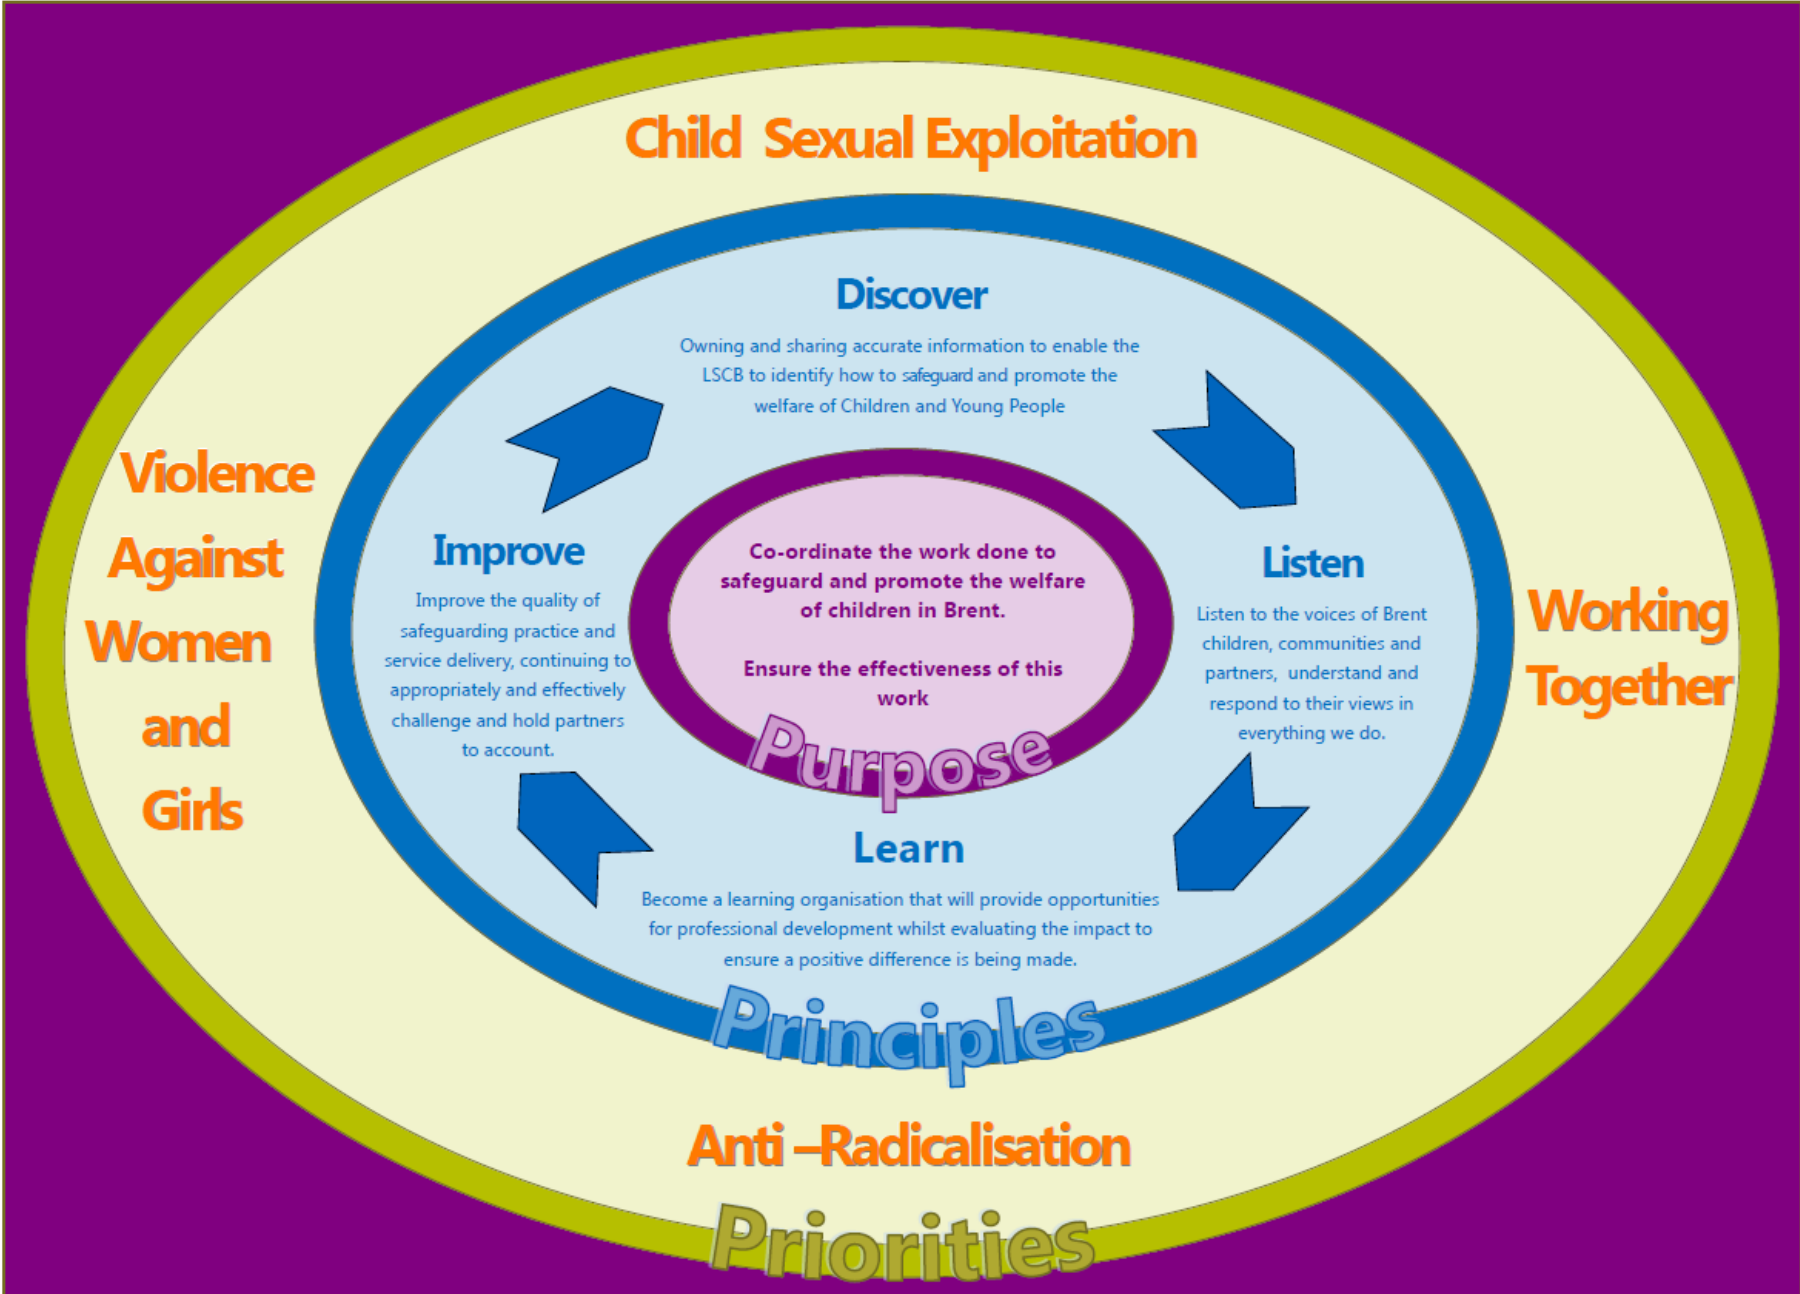 Child Sexual Exploitation
Discover
Owning and sharing accurate information to enable the
LSCB to identify how to safeguard and promote the
welfare of Children and Young People
Violence
Against
Women
and
Girls
Improve
Improve the quality of
safeguarding practice and
service delivery, continuing to
appropriately and effectively
challenge and hold partners
to account.
Co-ordinate the work done to
safeguard and promote the welfare
of children in Brent.
Ensure the effectiveness of this
work
Purpose
Listen
Listen to the voices of Brent
children, communities and
partners, understand and
respond to their views in
everything we do.
Working
Together
Learn
Become a learning organisation that will provide opportunities
for professional development whilst evaluating the impact to
ensure a positive difference is being made.
Principles
Anti –Radicalisation
Priorities